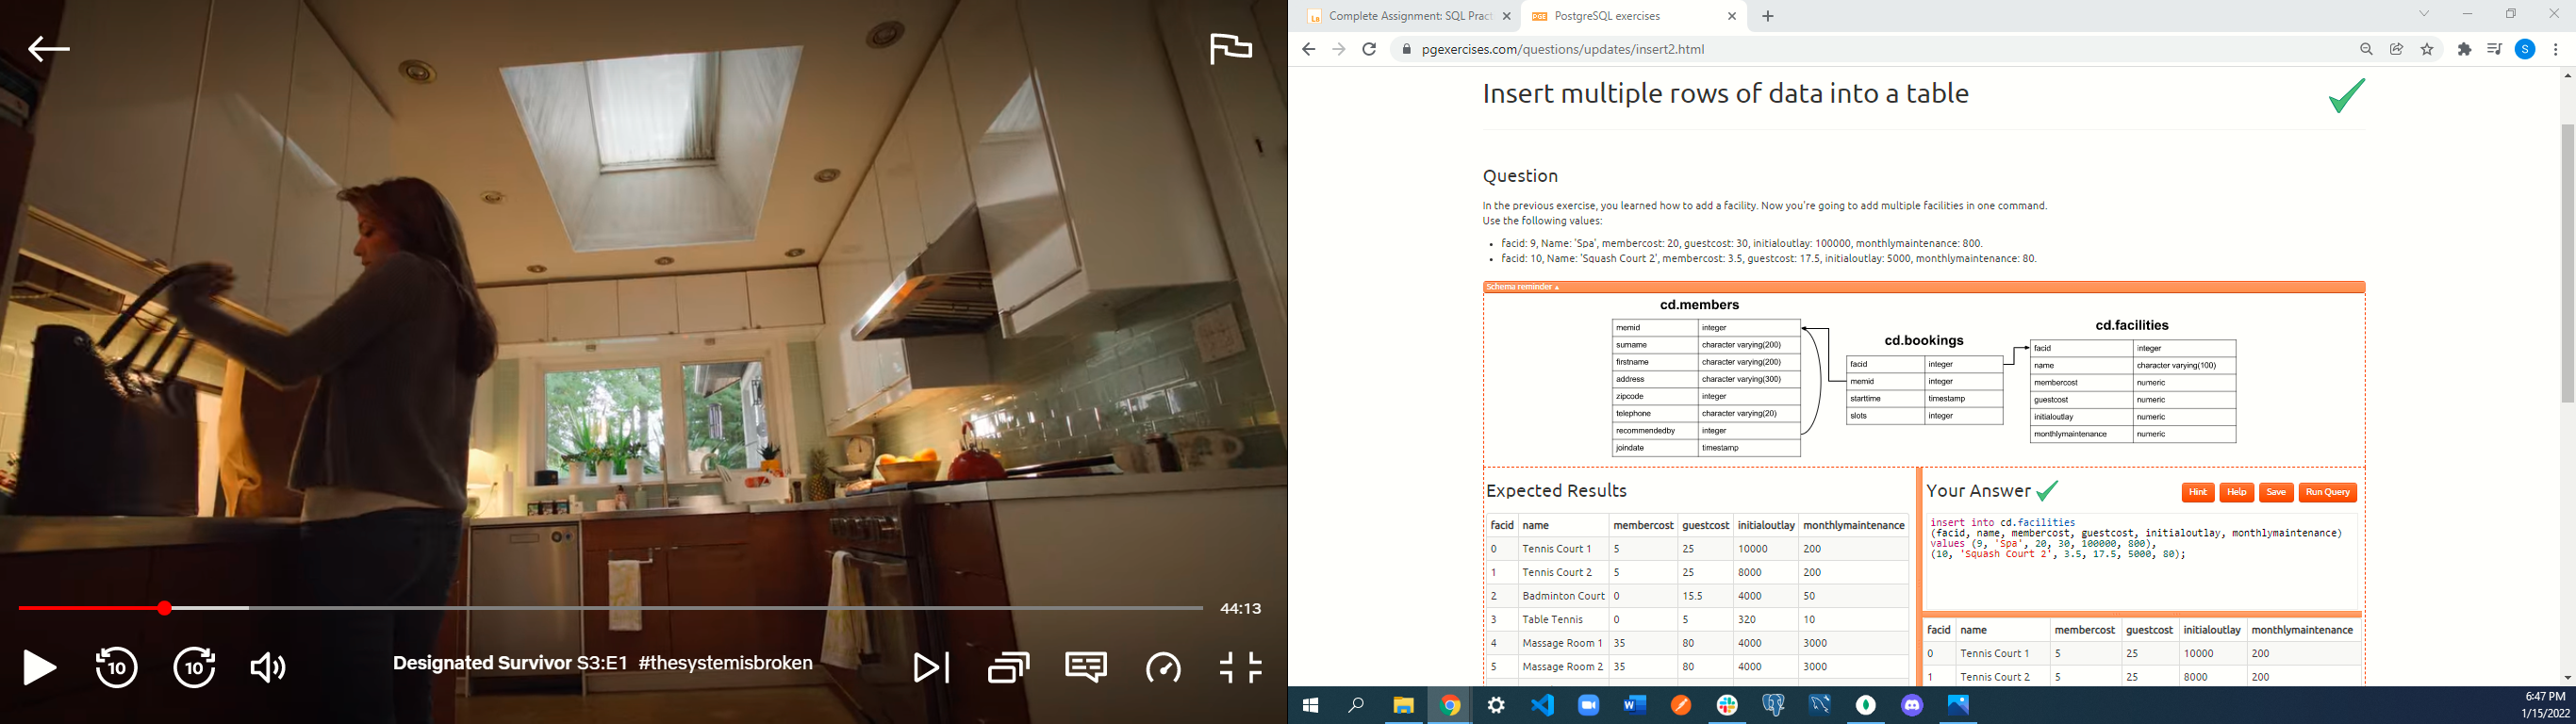 10
10
44:13
Designated Survivor S3:E1 #thesystemisbroken
Complete Assignment: SQL Pract
PGE
PostgreSQL exercises
pgexercises.com/questions/updates/insert2.html
S
Insert multiple rows of data into a table
Question
In the previous exercise, you learned how to add a facility. Now you're going to add multiple facilities in one command.
Use the following values:
• facid: 9, Name: 'Spa', membercost: 20, guestcost: 30, initialoutlay: 100000, monthlymaintenance: 800.
• facid: 10, Name: 'Squash Court 2', membercost: 3.5, guestcost: 17.5, initialoutlay: 5000, monthlymaintenance: 80.
Schema reminder ▴
cd.members
memid integer
surname character varying(200)
firstname character varying(200)
address character varying(300)
zipcode integer
telephone character varying(20)
recommendedby integer
joindate timestamp
cd.bookings
facid integer
memid integer
starttime timestamp
slots integer
cd.facilities
facid integer
name character varying(100)
membercost numeric
guestcost numeric
initialoutlay numeric
monthlymaintenance numeric
Expected Results
facid name membercost guestcost initialoutlay monthlymaintenance
0 Tennis Court 1 5 25 10000 200
1 Tennis Court 2 5 25 8000 200
2 Badminton Court 0 15.5 4000 50
3 Table Tennis 0 5 320 10
4 Massage Room 1 35 80 4000 3000
5 Massage Room 2 35 80 4000 3000
Your Answer
Hint Help Save Run Query
insert into cd.facilities
(facid, name, membercost, guestcost, initialoutlay, monthlymaintenance)
values (9, 'Spa', 20, 30, 100000, 800),
(10, 'Squash Court 2', 3.5, 17.5, 5000, 80);
facid name membercost guestcost initialoutlay monthlymaintenance
0 Tennis Court 1 5 25 10000 200
1 Tennis Court 2 5 25 8000 200
6:47 PM
1/15/2022